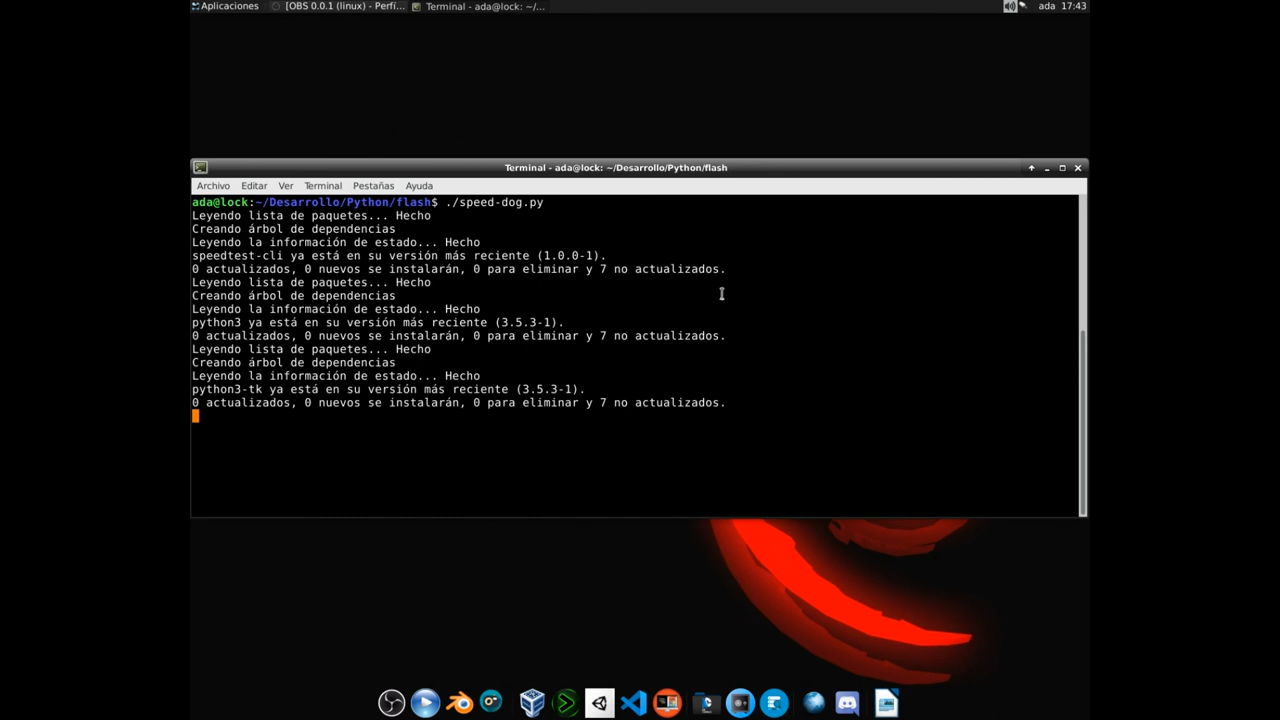 Aplicaciones [OBS 0.0.1 (linux) - Perfí... Terminal - ada@lock: ~/... ada 17:43
Terminal - ada@lock: ~/Desarrollo/Python/flash
Archivo Editar Ver Terminal Pestañas Ayuda
ada@lock:~/Desarrollo/Python/flash$ ./speed-dog.py
Leyendo lista de paquetes... Hecho
Creando árbol de dependencias
Leyendo la información de estado... Hecho
speedtest-cli ya está en su versión más reciente (1.0.0-1).
0 actualizados, 0 nuevos se instalarán, 0 para eliminar y 7 no actualizados.
Leyendo lista de paquetes... Hecho
Creando árbol de dependencias
Leyendo la información de estado... Hecho
python3 ya está en su versión más reciente (3.5.3-1).
0 actualizados, 0 nuevos se instalarán, 0 para eliminar y 7 no actualizados.
Leyendo lista de paquetes... Hecho
Creando árbol de dependencias
Leyendo la información de estado... Hecho
python3-tk ya está en su versión más reciente (3.5.3-1).
0 actualizados, 0 nuevos se instalarán, 0 para eliminar y 7 no actualizados.